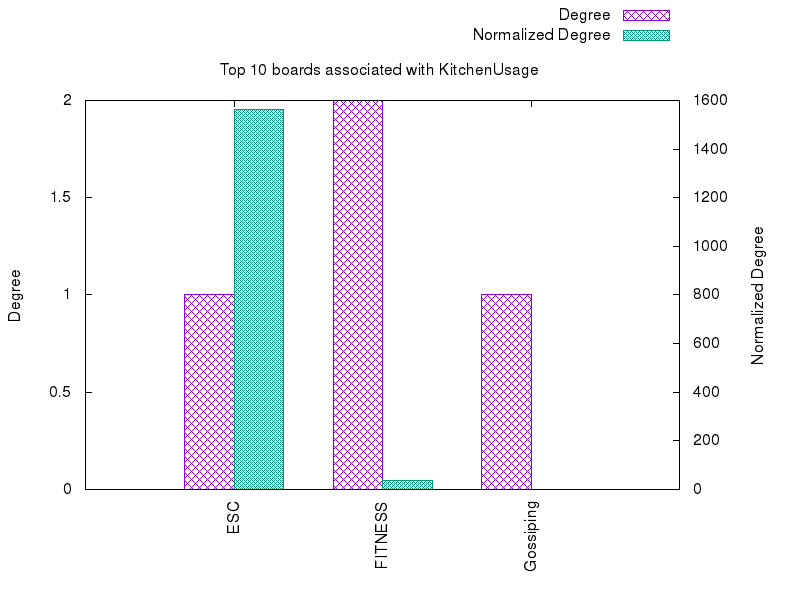 Degree
Normalized Degree
Top 10 boards associated with KitchenUsage
2
1.5
1
0.5
0
1600
1400
1200
1000
800
600
400
200
0
Degree
Normalized Degree
ESC
FITNESS
Gossiping